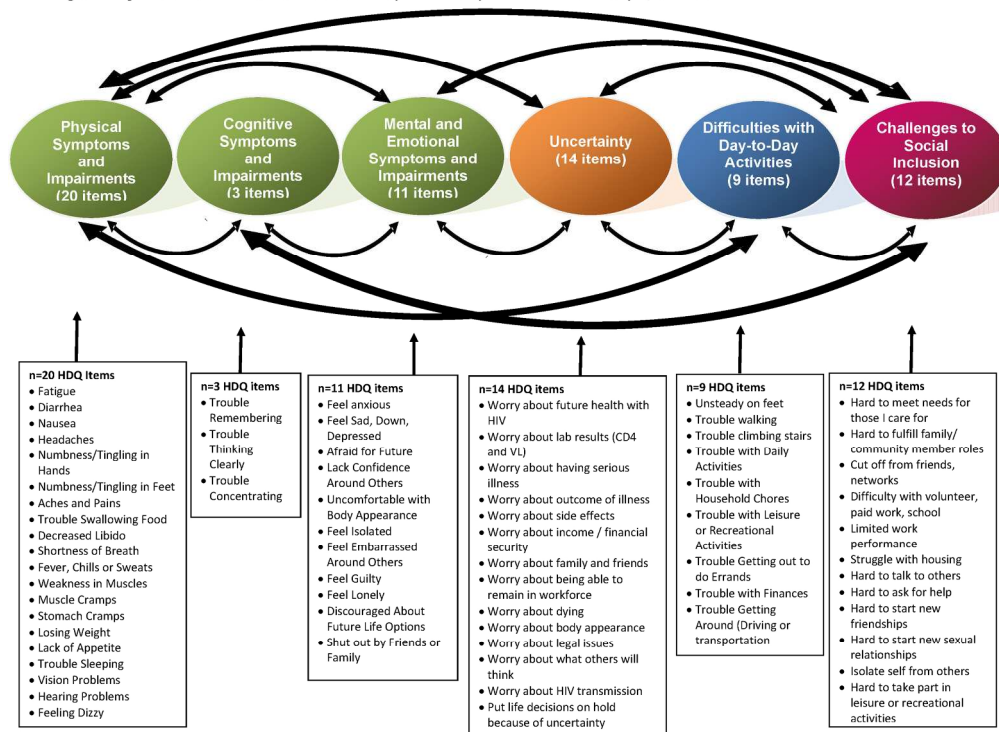 Physical
Symptoms
and
Impairments
(20 items)
Cognitive
Symptoms
and
Impairments
(3 items)
Mental and
Emotional
Symptoms and
Impairments
(11 items)
Uncertainty
(14 items)
Difficulties with
Day-to-Day
Activities
(9 items)
Challenges to
Social
Inclusion
(12 items)
n=20 HDQ Items
• Fatigue
• Diarrhea
• Nausea
• Headaches
• Numbness/Tingling in
Hands
• Numbness/Tingling in Feet
• Aches and Pains
• Trouble Swallowing Food
• Decreased Libido
• Shortness of Breath
• Fever, Chills or Sweats
• Weakness in Muscles
• Muscle Cramps
• Stomach Cramps
• Losing Weight
• Lack of Appetite
• Trouble Sleeping
• Vision Problems
• Hearing Problems
• Feeling Dizzy
n=3 HDQ items
• Trouble
Remembering
• Trouble
Thinking
Clearly
• Trouble
Concentrating
n=11 HDQ items
• Feel anxious
• Feel Sad, Down,
Depressed
• Afraid for Future
• Lack Confidence
Around Others
• Uncomfortable with
Body Appearance
• Feel Isolated
• Feel Embarrassed
Around Others
• Feel Guilty
• Feel Lonely
• Discouraged About
Future Life Options
• Shut out by Friends or
Family
n=14 HDQ items
• Worry about future health with
HIV
• Worry about lab results (CD4
and VL)
• Worry about having serious
illness
• Worry about outcome of illness
• Worry about side effects
• Worry about income / financial
security
• Worry about family and friends
• Worry about being able to
remain in workforce
• Worry about dying
• Worry about body appearance
• Worry about legal issues
• Worry about what others will
think
• Worry about HIV transmission
• Put life decisions on hold
because of uncertainty
n=9 HDQ items
• Unsteady on feet
• Trouble walking
• Trouble climbing stairs
• Trouble with Daily
Activities
• Trouble with
Household Chores
• Trouble with Leisure
or Recreational
Activities
• Trouble Getting out to
do Errands
• Trouble with Finances
• Trouble Getting
Around (Driving or
transportation
n=12 HDQ items
• Hard to meet needs for
those I care for
• Hard to fulfill family/
community member roles
• Cut off from friends,
networks
• Difficulty with volunteer,
paid work, school
• Limited work
performance
• Struggle with housing
• Hard to talk to others
• Hard to ask for help
• Hard to start new
friendships
• Hard to start new sexual
relationships
• Isolate self from others
• Hard to take part in
leisure or recreational
activities